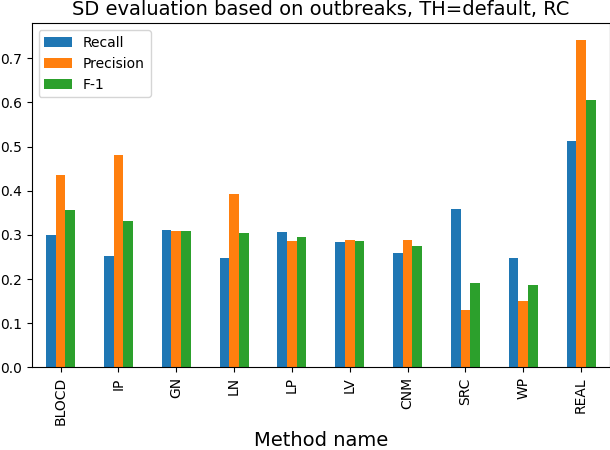 SD evaluation based on outbreaks, TH=default, RC
Recall
Precision
F-1
0.7
0.6
0.5
0.4
0.3
0.2
0.1
0.0
BLOCD
IP
GN
LN
LP
LV
CNM
SRC
WP
REAL
Method name